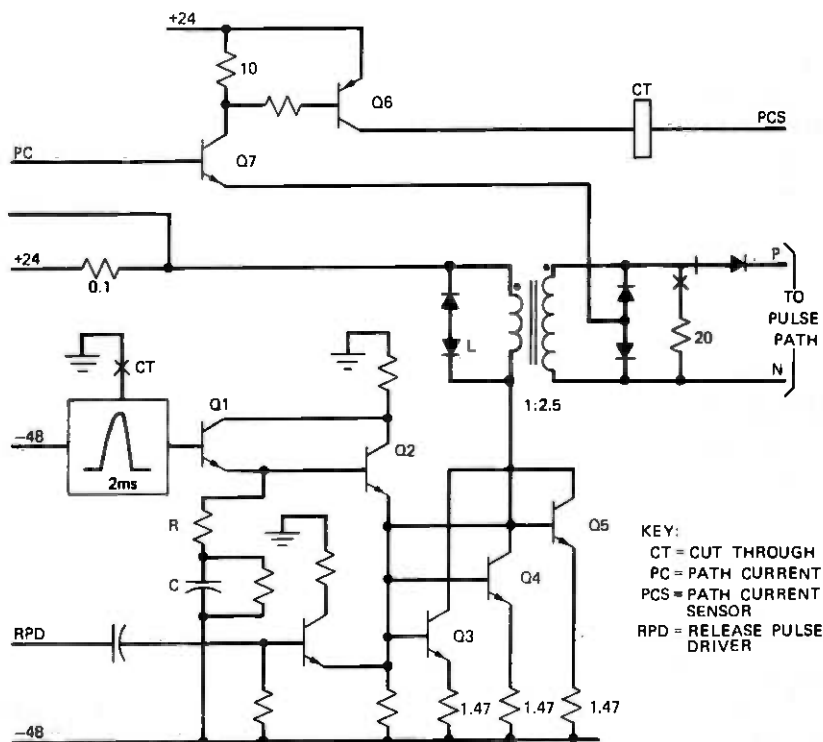 +24
10
Q6
CT
PCS
PC
Q7
+24
0.1
L
P
TO
PULSE
PATH
20
N
1:2.5
CT
Q1
-48
2ms
Q2
R
C
Q5
Q4
Q3
RPD
1.47
1.47
1.47
-48
KEY:
CT = CUT THROUGH
PC = PATH CURRENT
PCS = PATH CURRENT
SENSOR
RPD = RELEASE PULSE
DRIVER